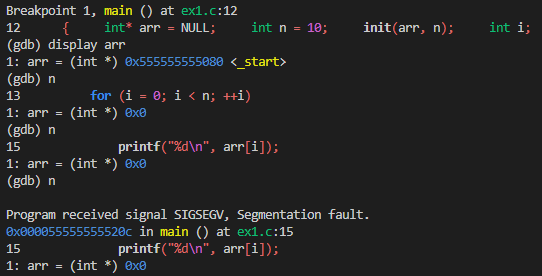 Breakpoint 1, main () at ex1.c:12
12      {    int* arr = NULL;    int n = 10;    init(arr, n);    int i;
(gdb) display arr
1: arr = (int *) 0x555555555080 <_start>
(gdb) n
13          for (i = 0; i < n; ++i)
1: arr = (int *) 0x0
(gdb) n
15              printf("%d\n", arr[i]);
1: arr = (int *) 0x0
(gdb) n
Program received signal SIGSEGV, Segmentation fault.
0x000055555555520c in main () at ex1.c:15
15              printf("%d\n", arr[i]);
1: arr = (int *) 0x0